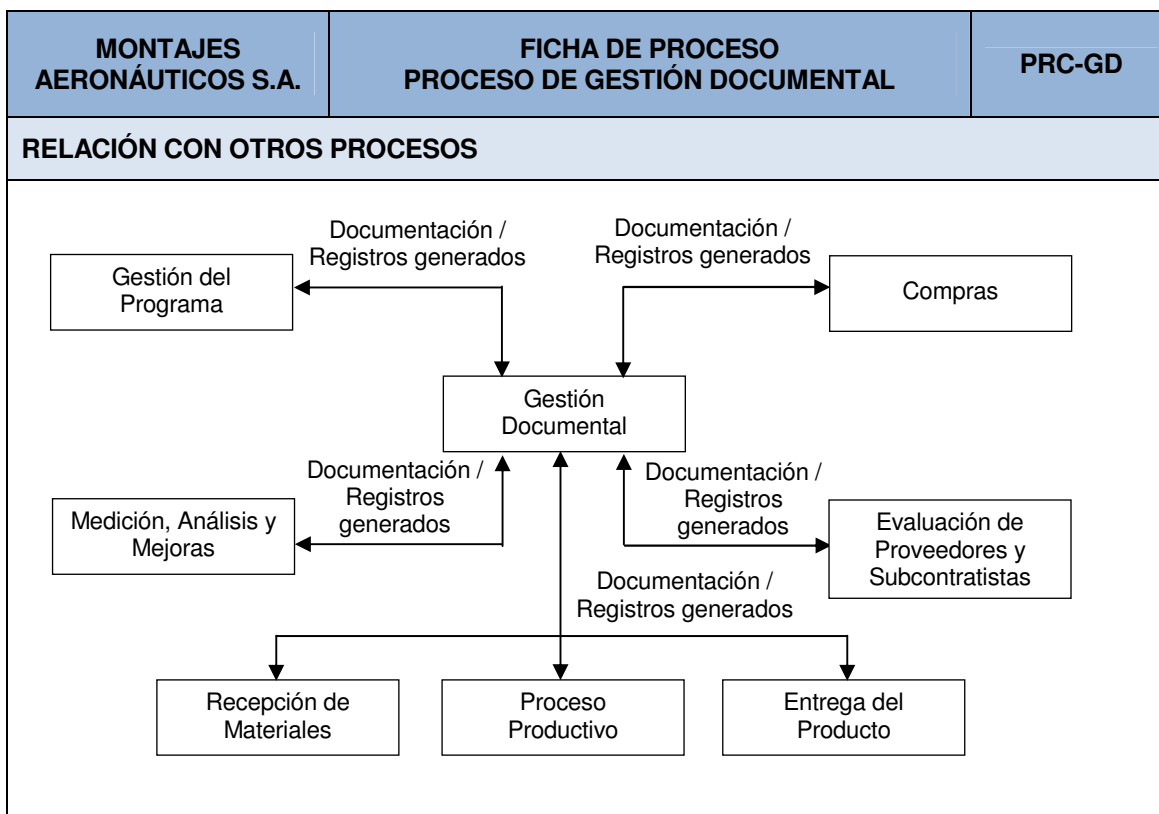 MONTAJES
AERONÁUTICOS S.A.
FICHA DE PROCESO
PROCESO DE GESTIÓN DOCUMENTAL
PRC-GD
RELACIÓN CON OTROS PROCESOS
Documentación /
Registros generados
Documentación /
Registros generados
Gestión del
Programa
Compras
Gestión
Documental
Documentación /
Registros
generados
Documentación /
Registros
generados
Medición, Análisis y
Mejoras
Evaluación de
Proveedores y
Subcontratistas
Documentación /
Registros generados
Recepción de
Materiales
Proceso
Productivo
Entrega del
Producto